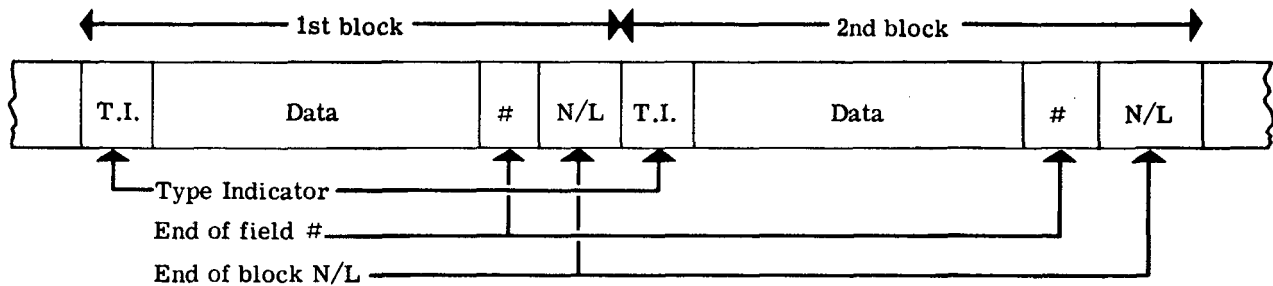 1st block 2nd block
T.I. Data # N/L T.I. Data # N/L
Type Indicator
End of field #
End of block N/L